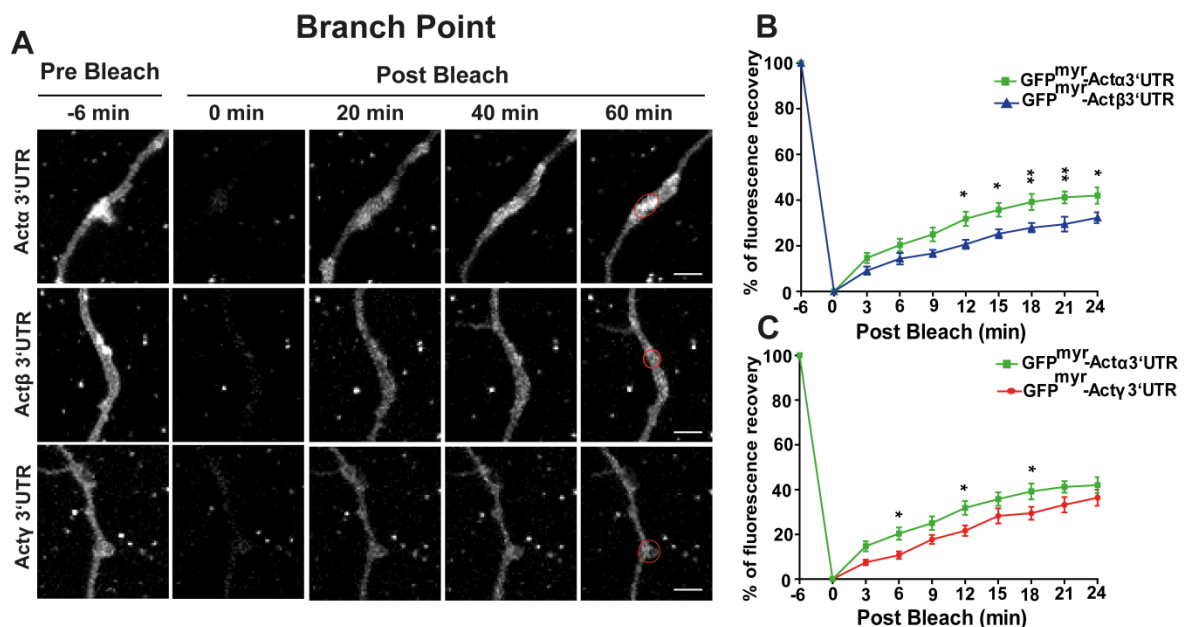 Branch Point
A
Pre Bleach
Post Bleach
-6 min
0 min
20 min
40 min
60 min
Actα 3‘UTR
Actβ 3‘UTR
Actγ 3‘UTR
B
% of fluorescence recovery
100
80
60
40
20
0
-6 0 3 6 9 12 15 18 21 24
Post Bleach (min)
GFPmyr-Actα3‘UTR
GFPmyr-Actβ3‘UTR
* * ** ** *
C
% of fluorescence recovery
100
80
60
40
20
0
-6 0 3 6 9 12 15 18 21 24
Post Bleach (min)
GFPmyr-Actα3‘UTR
GFPmyr-Actγ 3‘UTR
* * *